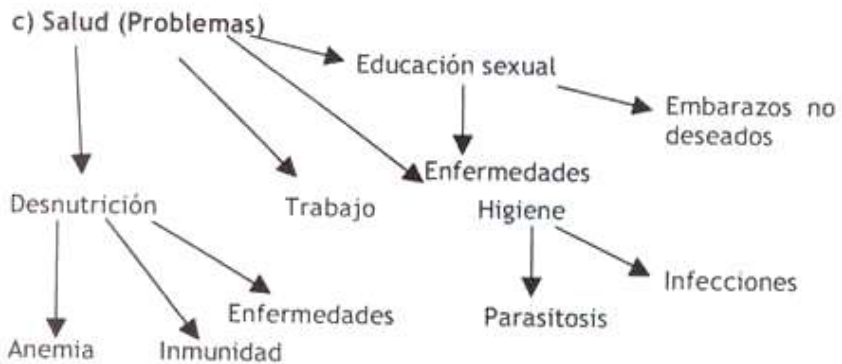 c) Salud (Problemas)
Educación sexual
Embarazos no
deseados
Enfermedades
Desnutrición
Trabajo
Higiene
Infecciones
Enfermedades
Parasitosis
Anemia
Inmunidad